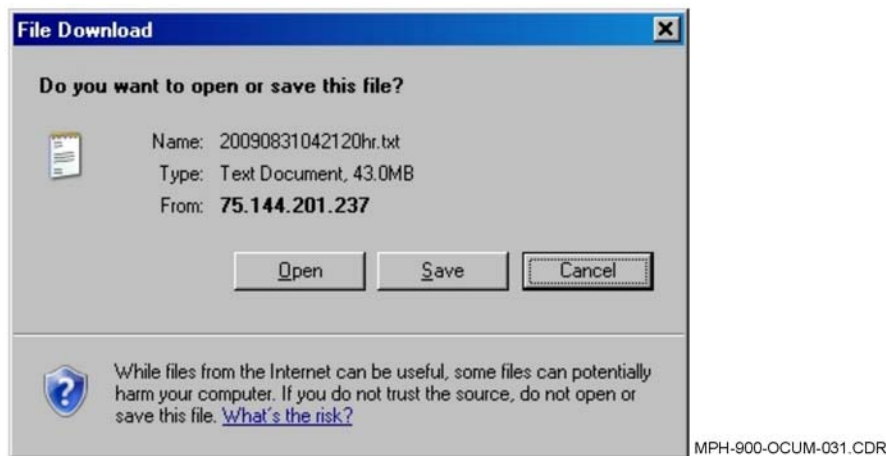 File Download
Do you want to open or save this file?
Name: 20090831042120hr.txt
Type: Text Document, 43.0MB
From: 75.144.201.237
Open Save Cancel
While files from the Internet can be useful, some files can potentially
harm your computer. If you do not trust the source, do not open or
save this file. What's the risk?
MPH-900-OCUM-031.CDR